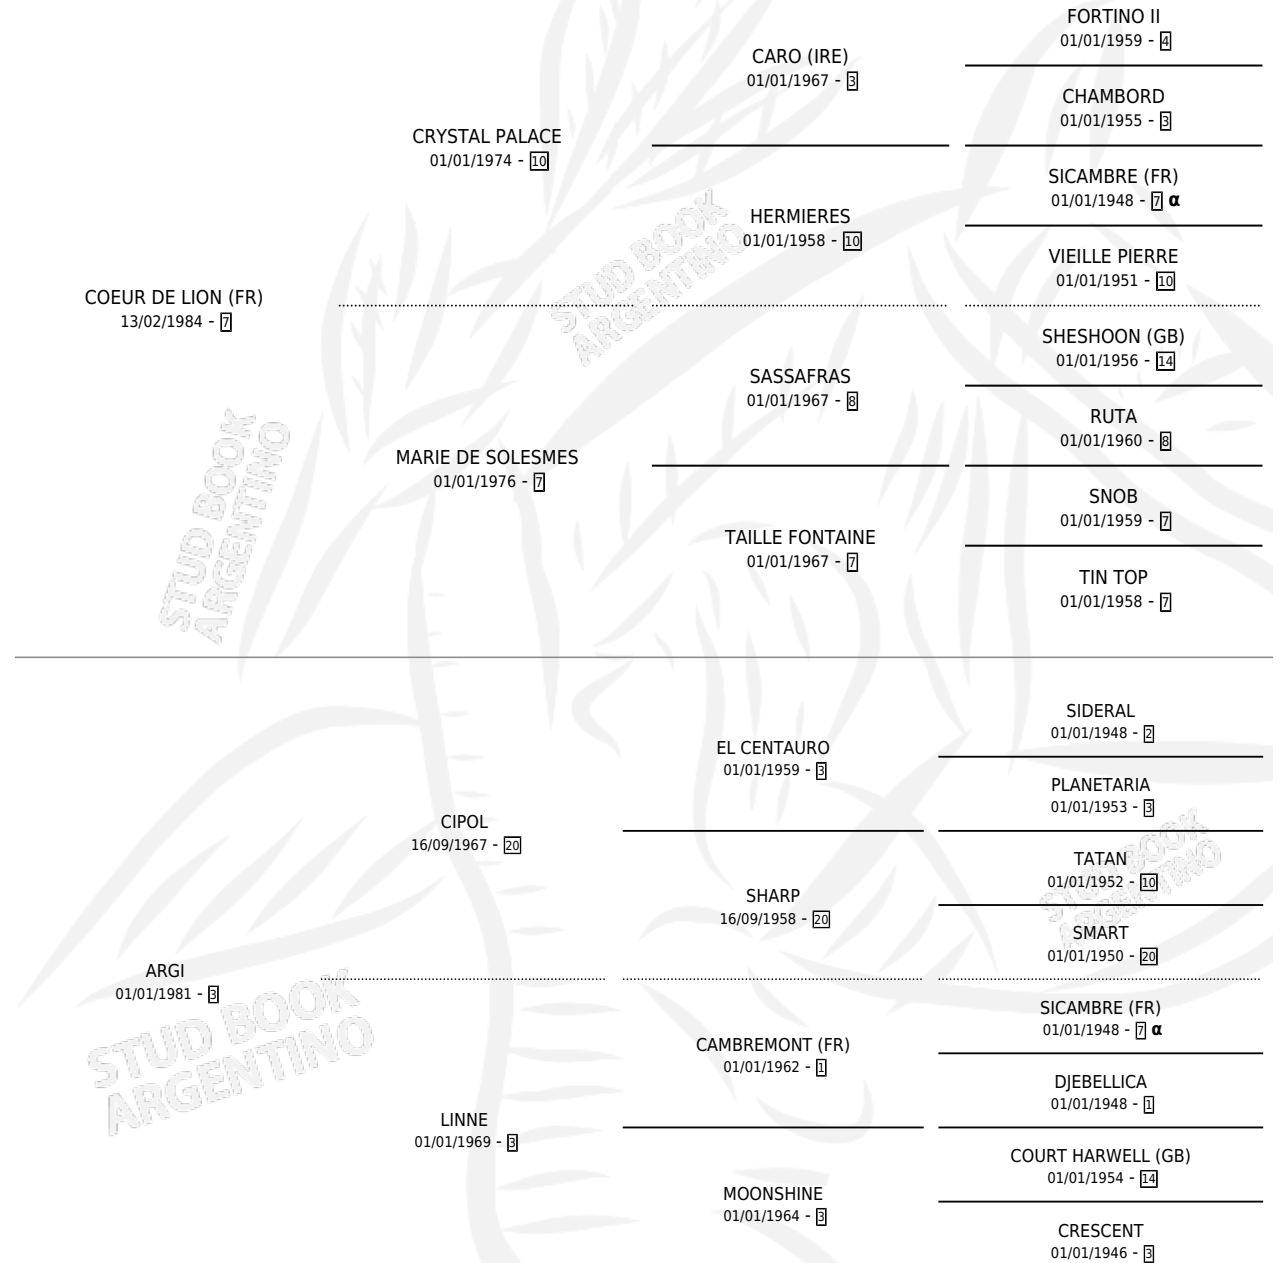 FORTINO II
01/01/1959 - 4
CARO (IRE)
01/01/1967 - 3
CHAMBORD
01/01/1955 - 3
CRYSTAL PALACE
01/01/1974 - 10
SICAMBRE (FR)
01/01/1948 - 7 α
HERMIERES
01/01/1958 - 10
VIEILLE PIERRE
01/01/1951 - 10
COEUR DE LION (FR)
13/02/1984 - 7
SHESHOON (GB)
01/01/1956 - 14
SASSAFRAS
01/01/1967 - 8
RUTA
01/01/1960 - 8
MARIE DE SOLESMES
01/01/1976 - 7
SNOB
01/01/1959 - 7
TAILLE FONTAINE
01/01/1967 - 7
TIN TOP
01/01/1958 - 7
STUD BOOK
ARGENTINO
STUD BOOK
ARGENTINO
SIDERAL
01/01/1948 - 2
EL CENTAURO
01/01/1959 - 3
PLANETARIA
01/01/1953 - 3
CIPOL
16/09/1967 - 20
TATAN
01/01/1952 - 10
SHARP
16/09/1958 - 20
SMART
01/01/1950 - 20
ARGI
01/01/1981 - 3
SICAMBRE (FR)
01/01/1948 - 7 α
CAMBREMONT (FR)
01/01/1962 - 1
DJEBELLICA
01/01/1948 - 1
LINNE
01/01/1969 - 3
COURT HARWELL (GB)
01/01/1954 - 14
MOONSHINE
01/01/1964 - 3
CRESCENT
01/01/1946 - 3
STUD BOOK
ARGENTINO
STUD BOOK
ARGENTINO